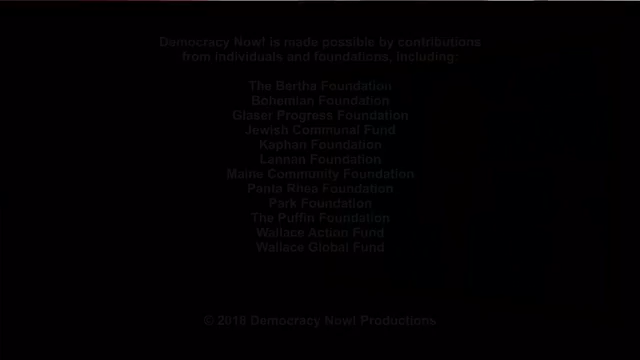 Democracy Now! is made possible by contributions
from individuals and foundations, including:
The Bertha Foundation
Bohemian Foundation
Glaser Progress Foundation
Jewish Communal Fund
Kaphan Foundation
Lannan Foundation
Maine Community Foundation
Panta Rhea Foundation
Park Foundation
The Puffin Foundation
Wallace Action Fund
Wallace Global Fund
© 2016 Democracy Now! Productions